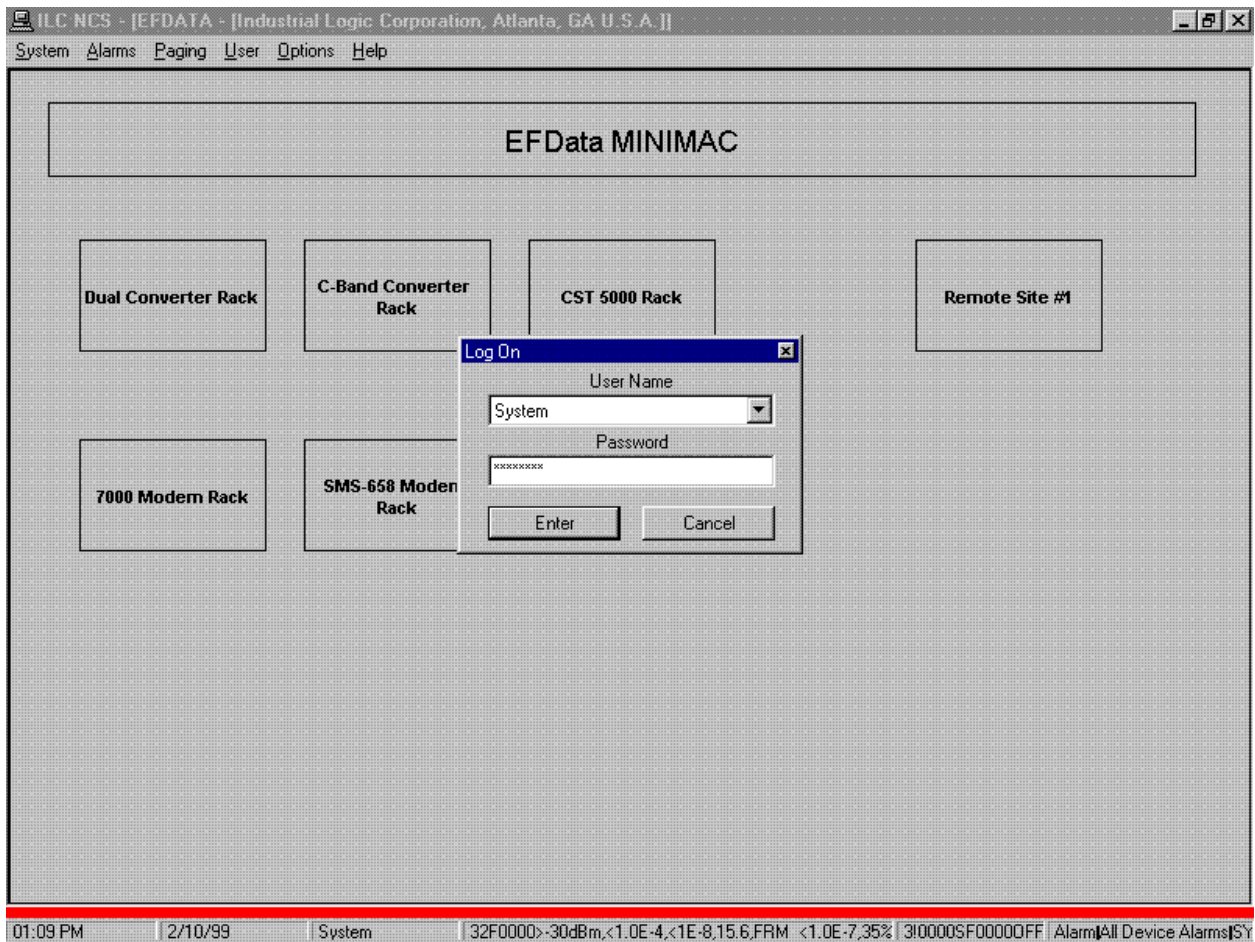 ILC NCS - [EFDATA - [Industrial Logic Corporation, Atlanta, GA U.S.A.]]
System Alarms Paging User Options Help
EFData MINIMAC
Dual Converter Rack
C-Band Converter
Rack
CST 5000 Rack
Remote Site #1
Log On
User Name
System
Password
xxxxxxxx
Enter Cancel
7000 Modem Rack
SMS-658 Modem
Rack
01:09 PM 2/10/99 System 32F0000>-30dBm,<1.0E-4,<1E-8,15.6,FRM <1.0E-7,35% 3!0000SF00000OFF Alarm All Device Alarms SY